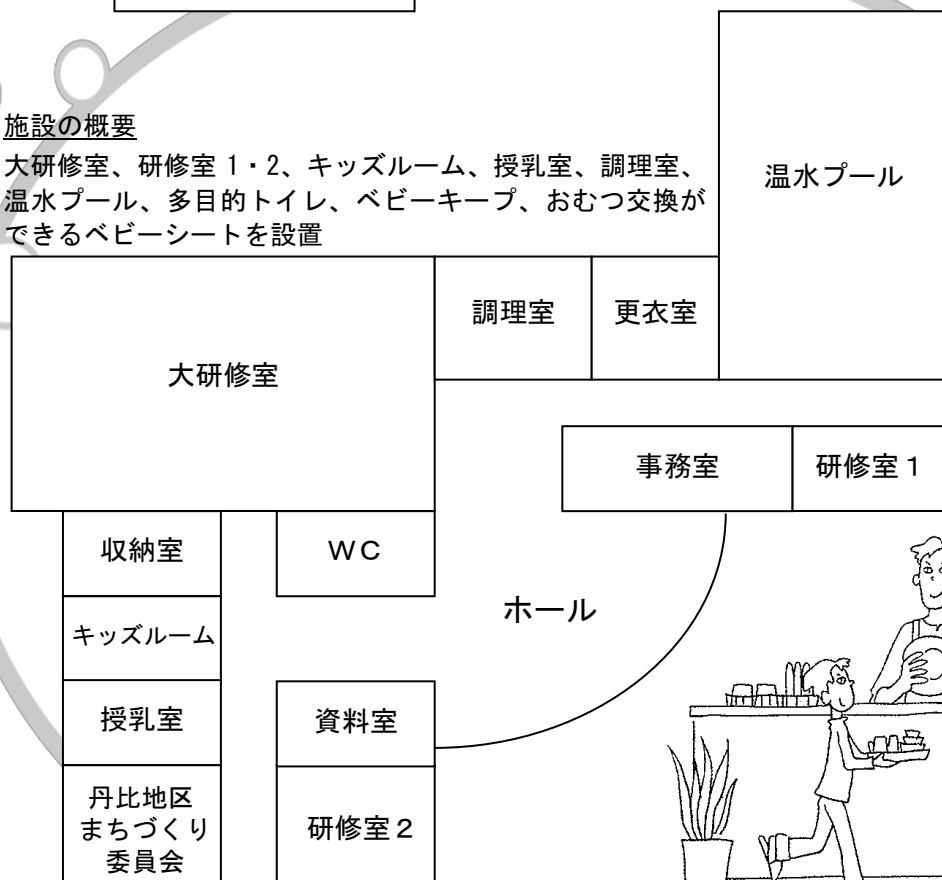 施設の概要
大研修室、研修室 1・2、キッズルーム、授乳室、調理室、
温水プール、多目的トイレ、ベビーキープ、おむつ交換が
できるベビーシートを設置
温水プール
調理室
更衣室
大研修室
事務室
研修室1
収納室
WC
ホール
キッズルーム
授乳室
資料室
丹比地区
まちづくり
委員会
研修室2